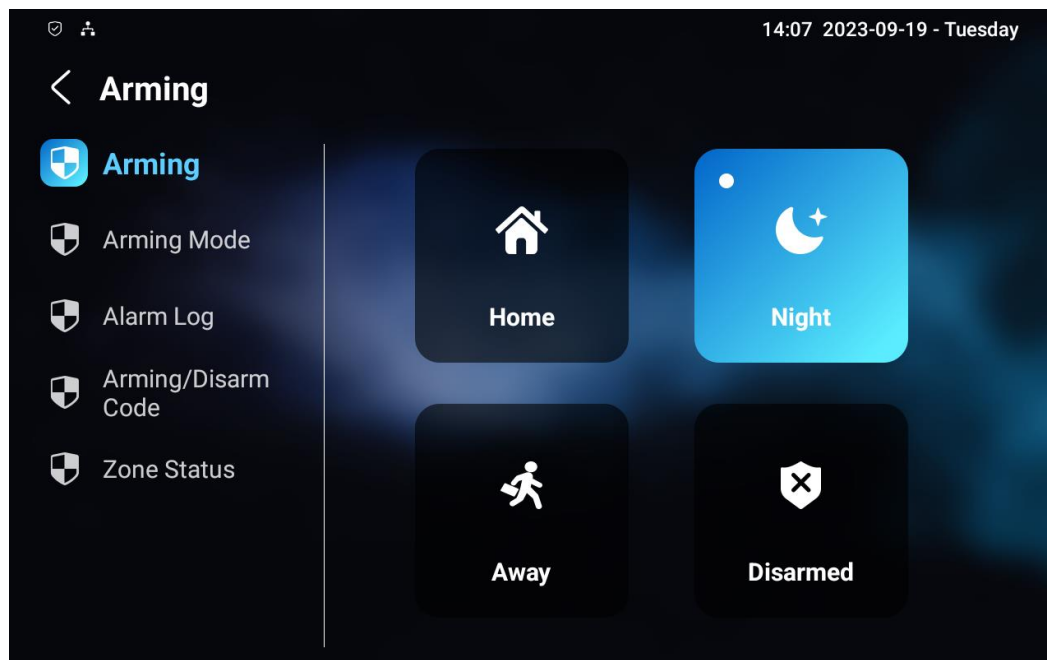 14:07 2023-09-19 - Tuesday
Arming
Arming
Arming Mode
Alarm Log
Arming/Disarm
Code
Zone Status
Home
Night
Away
Disarmed